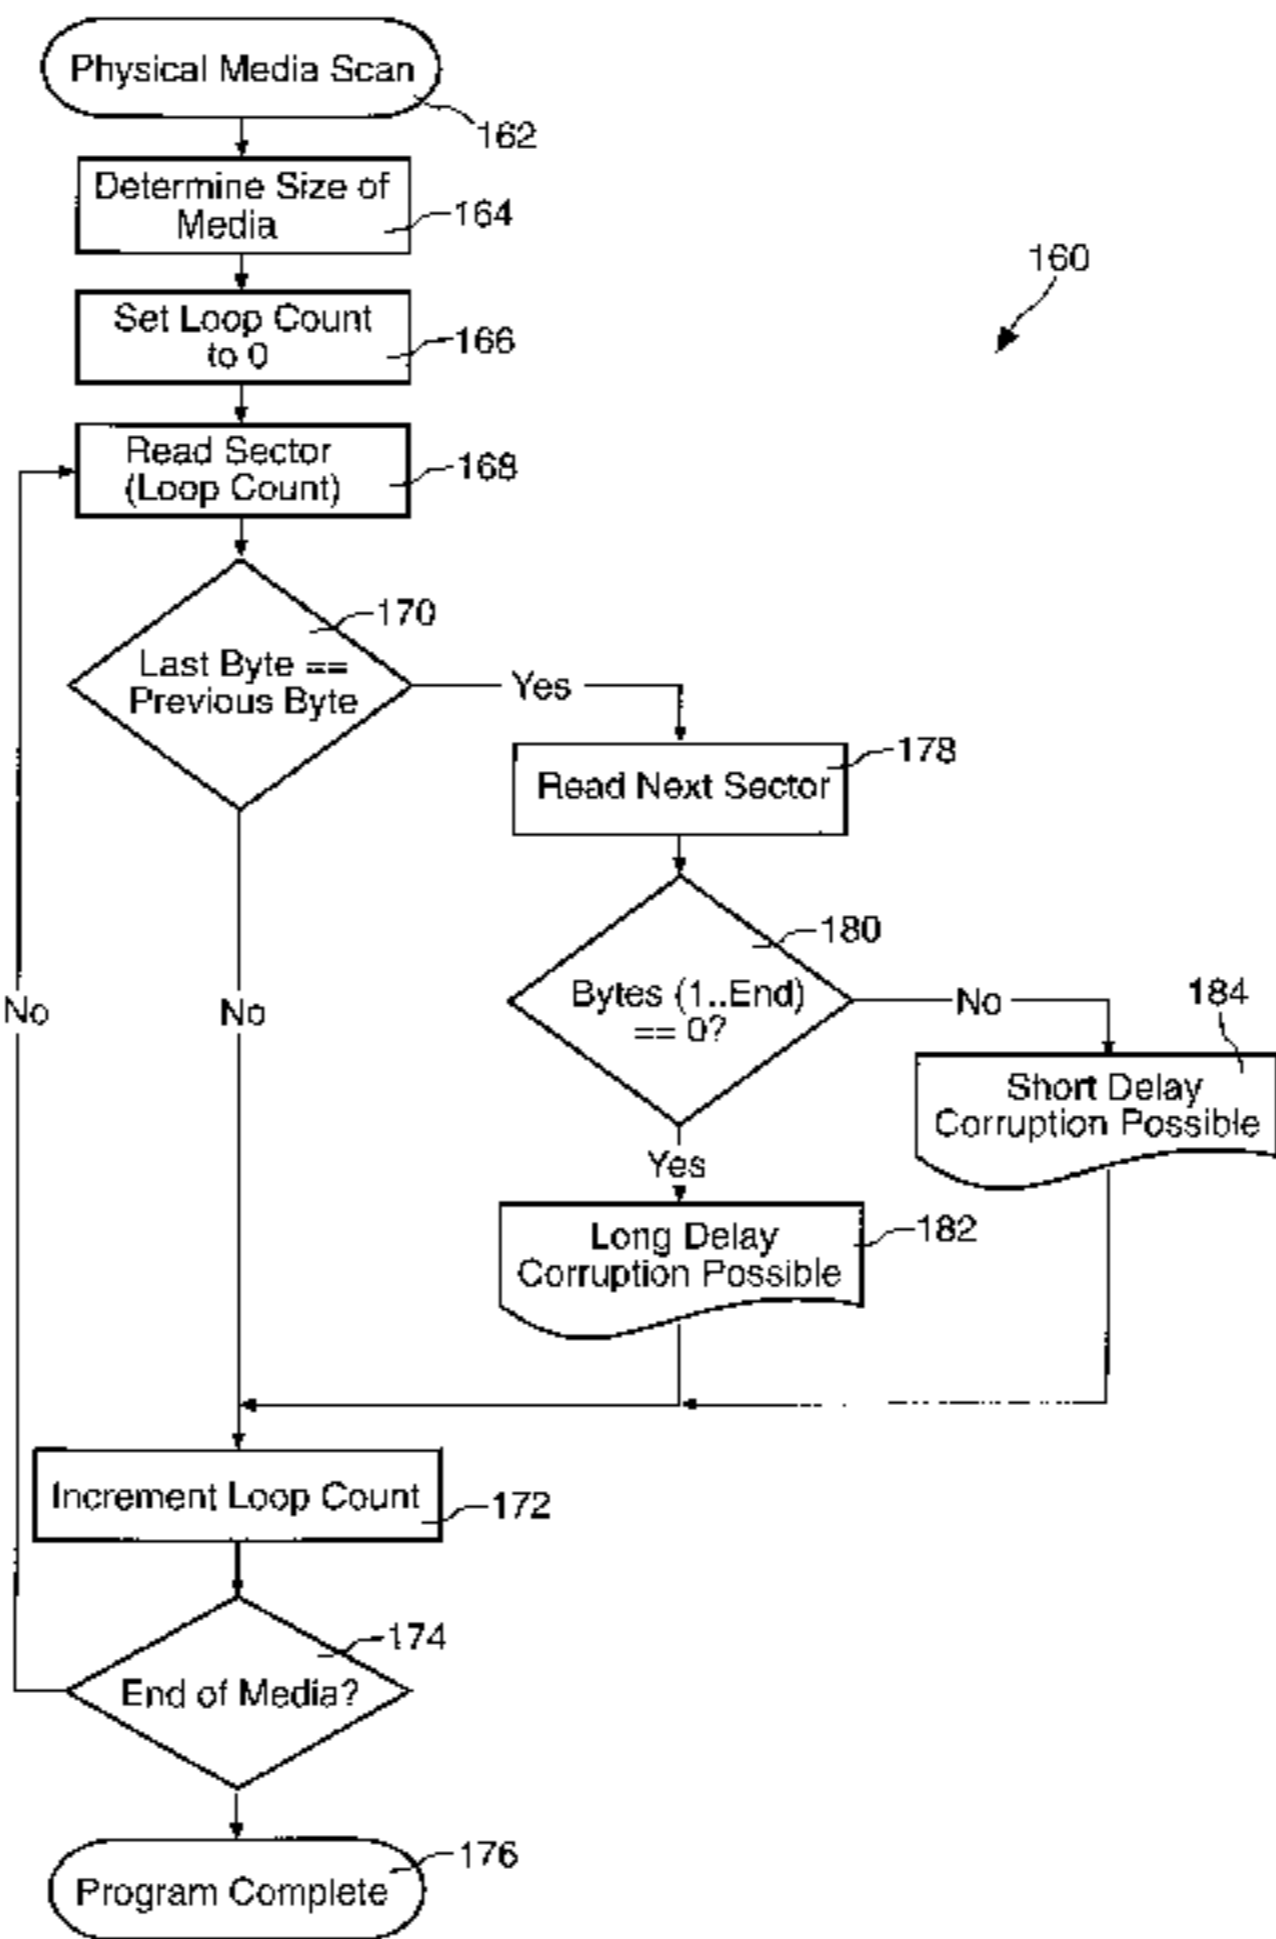 Physical Media Scan
162
Determine Size of
Media
164
160
Set Loop Count
to 0
166
Read Sector
(Loop Count)
168
170
Last Byte ==
Previous Byte
Yes
178
Read Next Sector
180
Bytes (1..End)
== 0?
No
184
Short Delay
Corruption Possible
No
No
Yes
Long Delay
Corruption Possible
182
Increment Loop Count
172
174
End of Media?
176
Program Complete